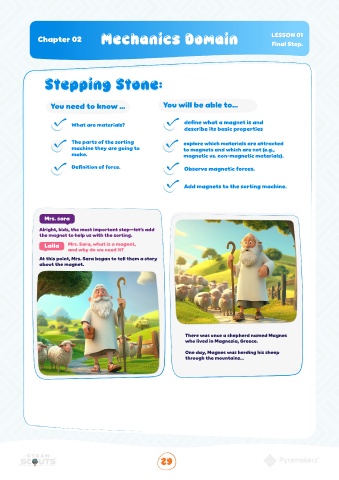 Chapter 02
Mechanics Domain
LESSON 01
Final Step.
Stepping Stone:
You need to know ...
What are materials?
The parts of the sorting
machine they are going to
make.
Definition of force.
You will be able to...
define what a magnet is and
describe its basic properties
explore which materials are attracted
to magnets and which are not (e.g.,
magnetic vs. non-magnetic materials).
Observe magnetic forces.
Add magnets to the sorting machine.
Mrs. sara
Alright, kids, the most important step—let's add
the magnet to help us with the sorting.
Laila
Mrs. Sara, what is a magnet,
and why do we need it?
At this point, Mrs. Sara began to tell them a story
about the magnet.
There was once a shepherd named Magnes
who lived in Magnesia, Greece.
One day, Magnes was herding his sheep
through the mountains...
SCOUTS
29
Pyramakerz